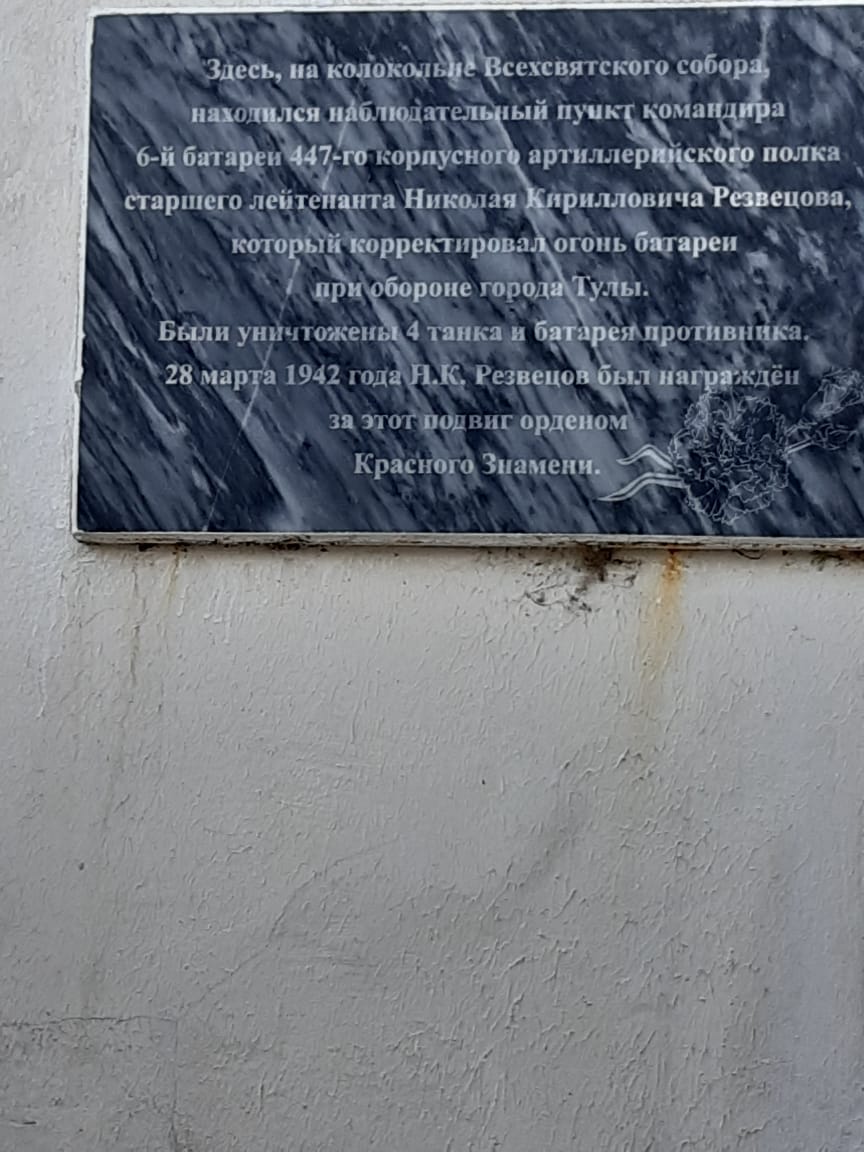 Здесь, на колокольне Всехсвятского собора,
находился наблюдательный пункт командира
6-й батареи 447-го корпусного артиллерийского полка
старшего лейтенанта Николая Кирилловича Резвецова,
который корректировал огонь батареи
при обороне города Тулы.
Были уничтожены 4 танка и батарея противника.
28 марта 1942 года Н.К. Резвецов был награждён
за этот подвиг орденом
Красного Знамени.